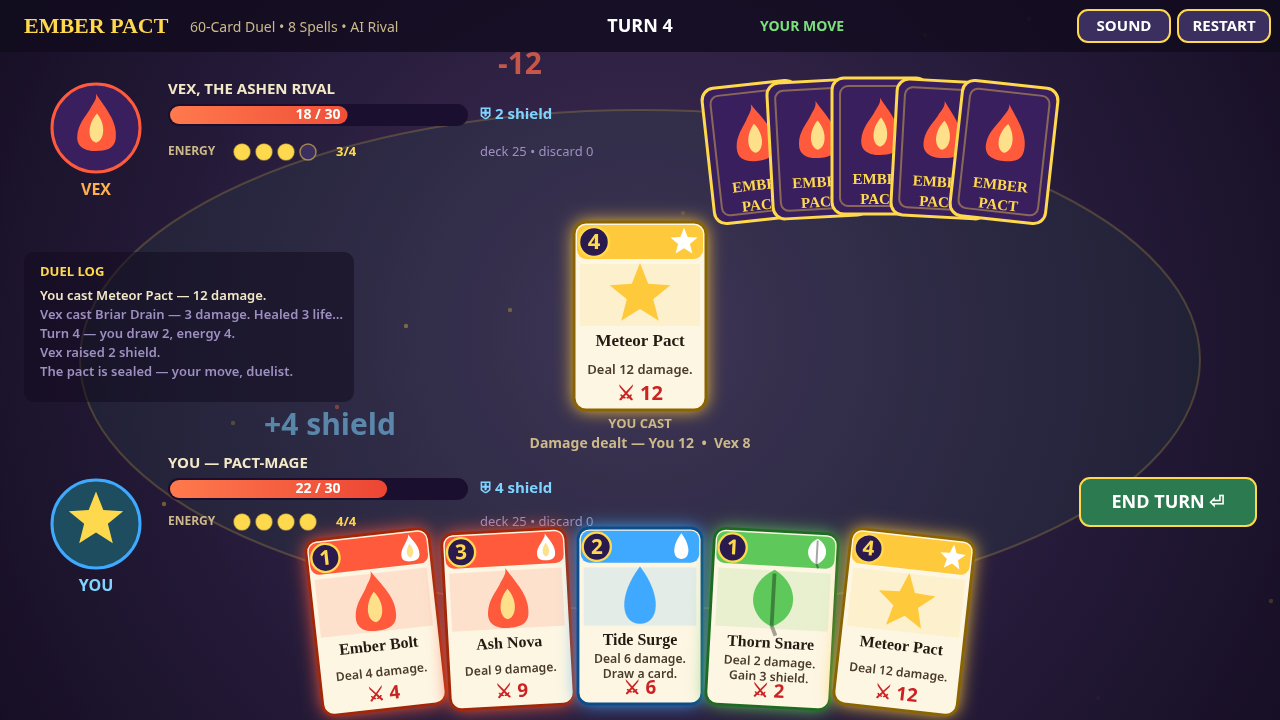 EMBER PACT
60-Card Duel • 8 Spells • AI Rival
TURN 4
YOUR MOVE
SOUND
RESTART
-12
VEX, THE ASHEN RIVAL
18 / 30
2 shield
ENERGY
3/4
deck 25 • discard 0
VEX
EMBER
PACT
4
Meteor Pact
Deal 12 damage.
⚔ 12
YOU CAST
Damage dealt — You 12 • Vex 8
DUEL LOG
You cast Meteor Pact — 12 damage.
Vex cast Briar Drain — 3 damage. Healed 3 life…
Turn 4 — you draw 2, energy 4.
Vex raised 2 shield.
The pact is sealed — your move, duelist.
+4 shield
YOU — PACT-MAGE
22 / 30
4 shield
ENERGY
4/4
deck 25 • discard 0
YOU
END TURN ⏎
1
Ember Bolt
Deal 4 damage.
⚔ 4
3
Ash Nova
Deal 9 damage.
⚔ 9
2
Tide Surge
Deal 6 damage.
Draw a card.
⚔ 6
1
Thorn Snare
Deal 2 damage.
Gain 3 shield.
⚔ 2
4
Meteor Pact
Deal 12 damage.
⚔ 12